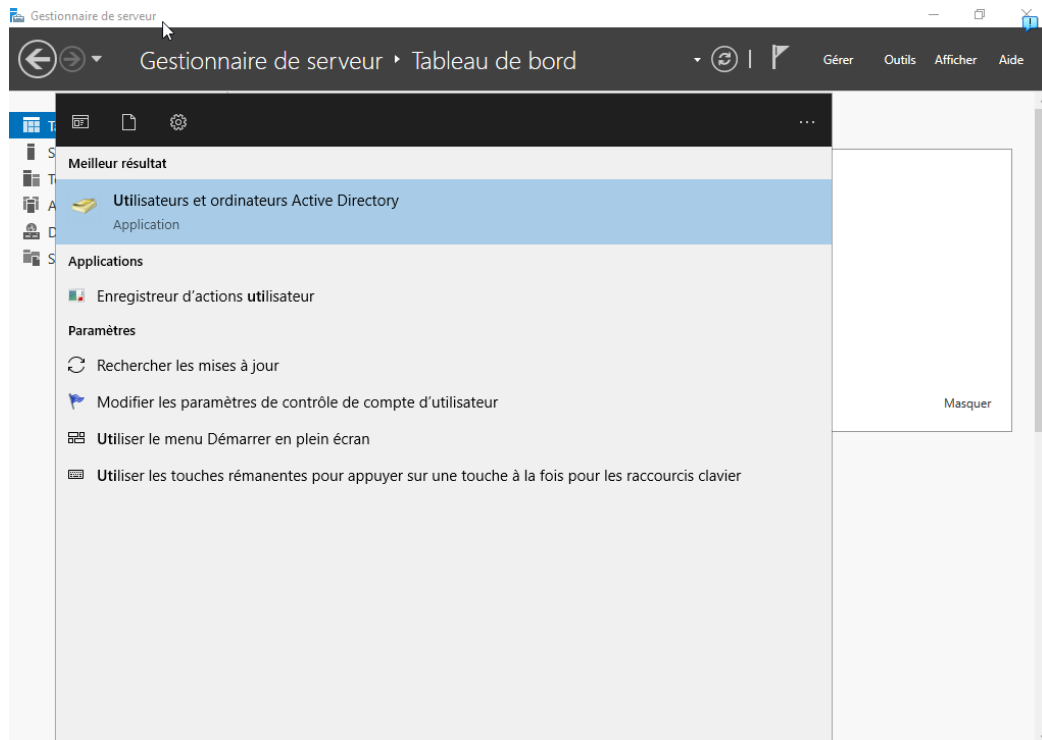 Gestionnaire de serveur
Gestionnaire de serveur Tableau de bord
Gérer Outils Afficher Aide
...
Meilleur résultat
Utilisateurs et ordinateurs Active Directory
Application
Applications
Enregistreur d'actions utilisateur
Paramètres
Rechercher les mises à jour
Modifier les paramètres de contrôle de compte d'utilisateur
Masquer
Utiliser le menu Démarrer en plein écran
Utiliser les touches rémanentes pour appuyer sur une touche à la fois pour les raccourcis clavier